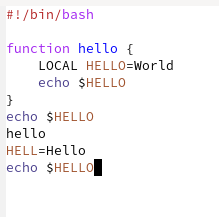 #!/bin/bash
function hello {
LOCAL HELLO=World
echo $HELLO
}
echo $HELLO
hello
HELL=Hello
echo $HELLO